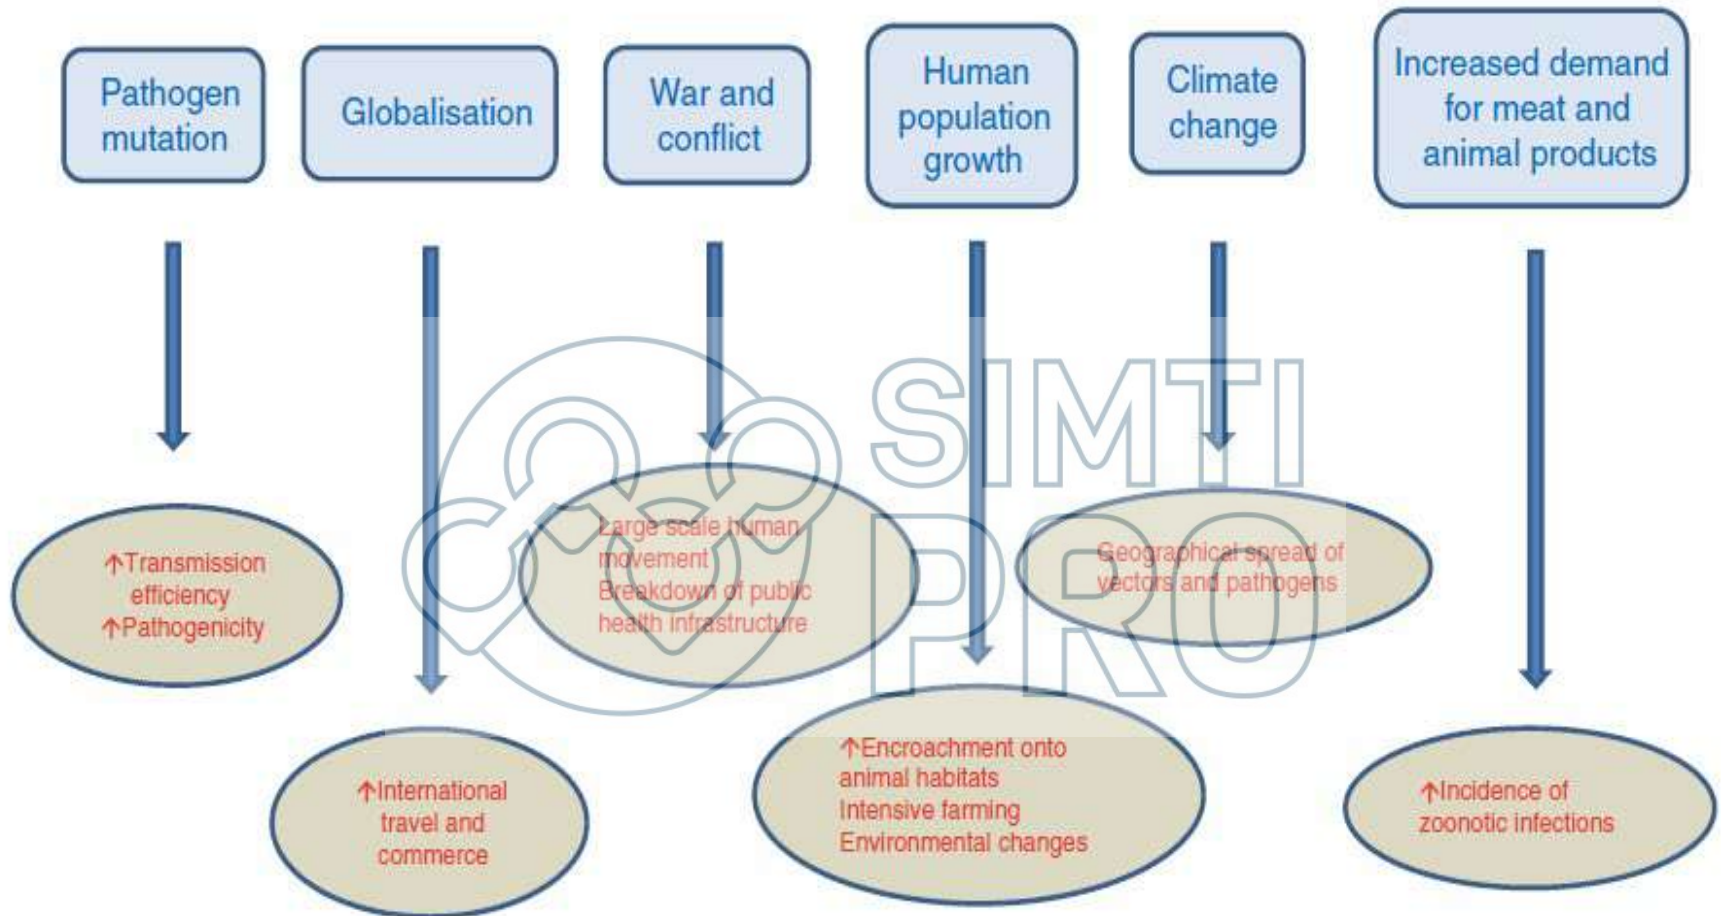 Pathogen
mutation
Globalisation
War and
conflict
Human
population
growth
Climate
change
Increased demand
for meat and
animal products
↑Transmission
efficiency
↑Pathogenicity
↑International
travel and
commerce
Large scale human
movement
Breakdown of public
health infrastructure
↑Encroachment onto
animal habitats
Intensive farming
Environmental changes
Geographical spread of
vectors and pathogens
↑Incidence of
zoonotic infections
SIMTI
PRO